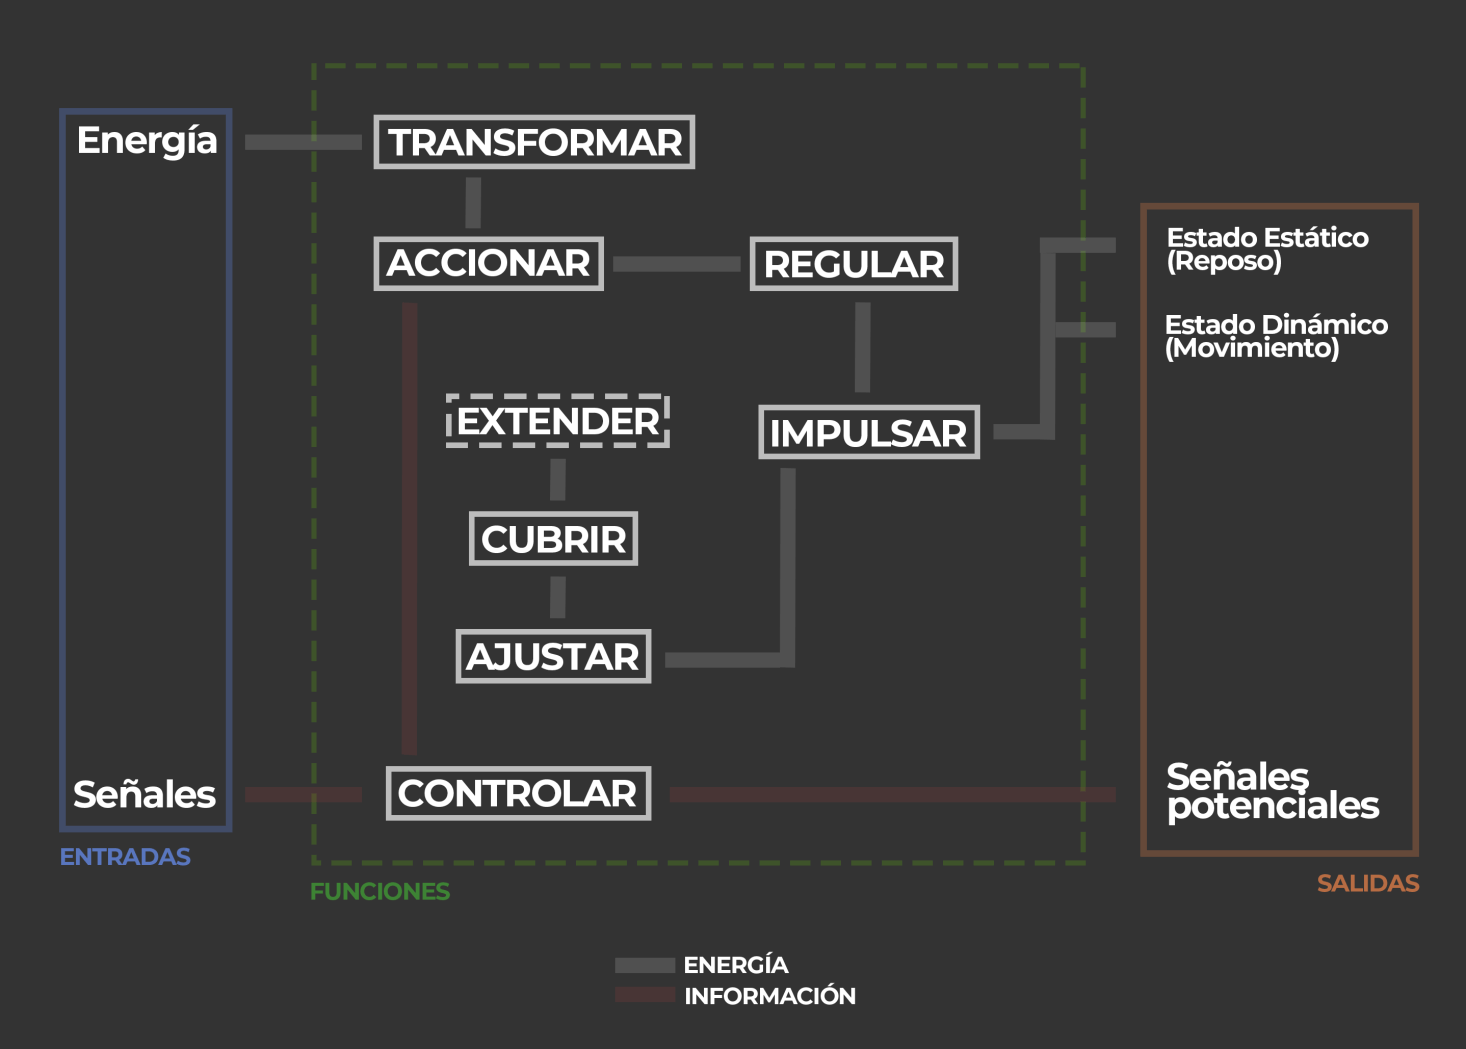 Energía
TRANSFORMAR
ACCIONAR
REGULAR
Estado Estático
(Reposo)
Estado Dinámico
(Movimiento)
EXTENDER
IMPULSAR
CUBRIR
AJUSTAR
Señales
CONTROLAR
Señales
potenciales
ENTRADAS
FUNCIONES
SALIDAS
ENERGÍA
INFORMACIÓN